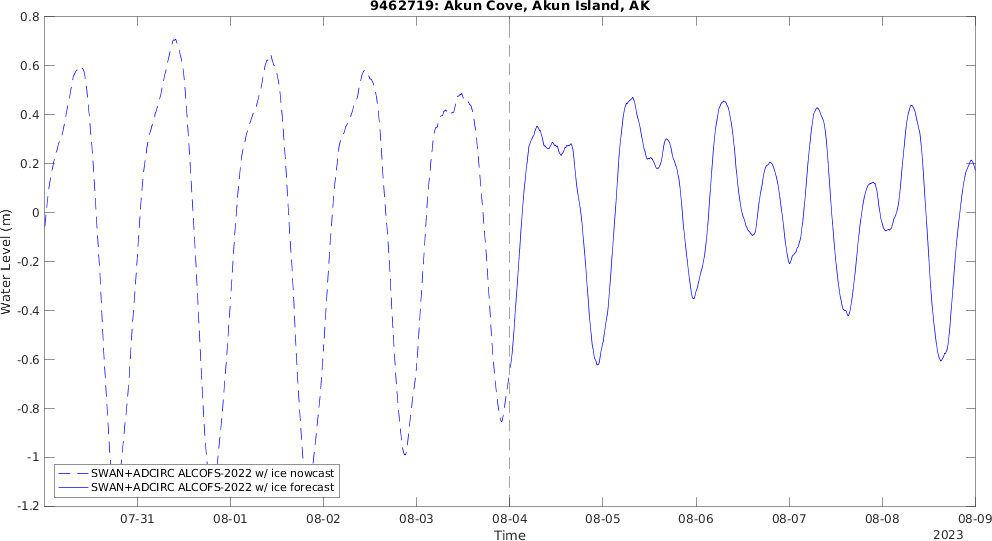 9462719: Akun Cove, Akun Island, AK
0.8
0.6
0.4
0.2
0
-0.2
-0.4
-0.6
-0.8
-1
-1.2
Water Level (m)
SWAN+ADCIRC ALCOFS-2022 w/ ice nowcast
SWAN+ADCIRC ALCOFS-2022 w/ ice forecast
07-31 08-01 08-02 08-03 08-04 08-05 08-06 08-07 08-08 08-09
Time
2023